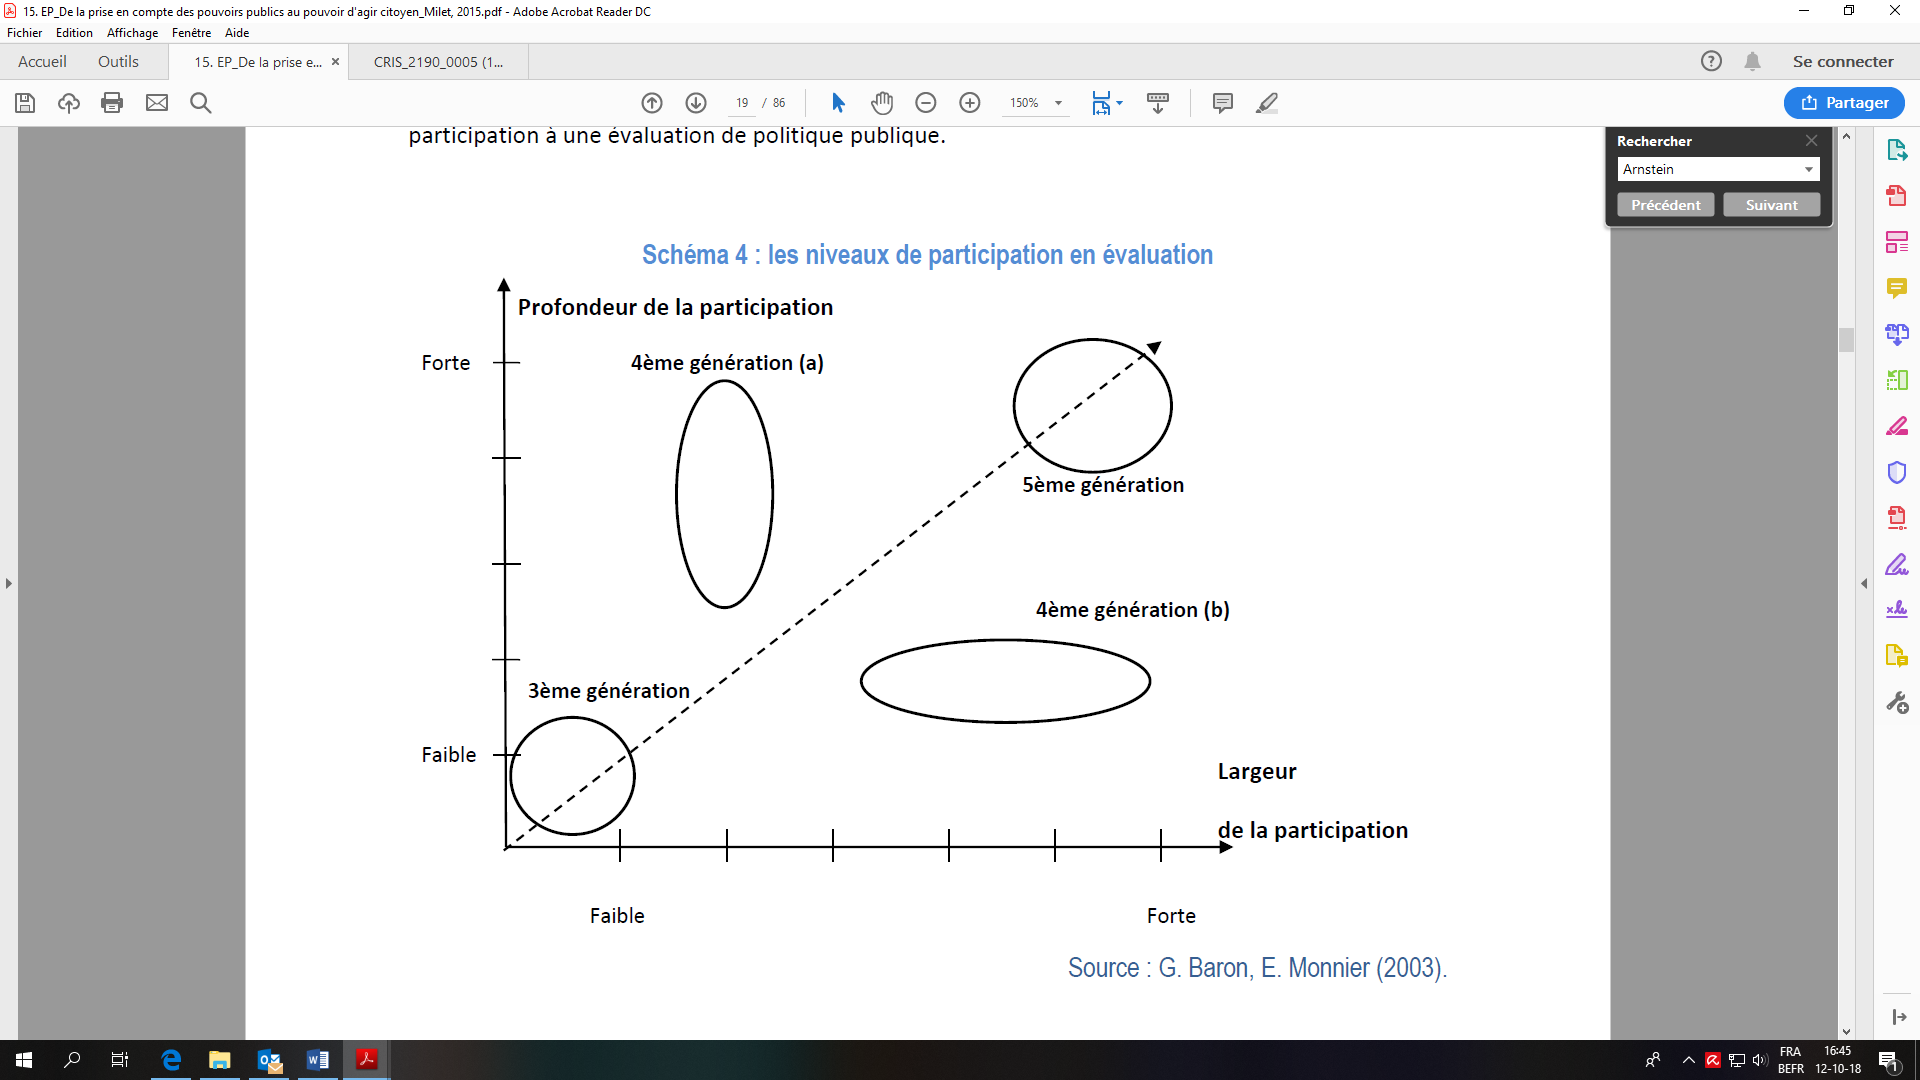 15. EP_De la prise en compte des pouvoirs publics au pouvoir d'agir citoyen_Milet, 2015.pdf - Adobe Acrobat Reader DC
Fichier Edition Affichage Fenêtre Aide
Accueil Outils 15. EP_De la prise e... × CRIS_2190_0005 (1... Se connecter
19 / 86 150% Partager
participation à une évaluation de politique publique.
Rechercher
Arnstein
Précédent Suivant
Schéma 4 : les niveaux de participation en évaluation
Profondeur de la participation
Forte 4ème génération (a)
5ème génération
4ème génération (b)
3ème génération
Faible
Largeur
de la participation
Faible Forte
Source : G. Baron, E. Monnier (2003).
FRA 16:45
BEFR 12-10-18 1